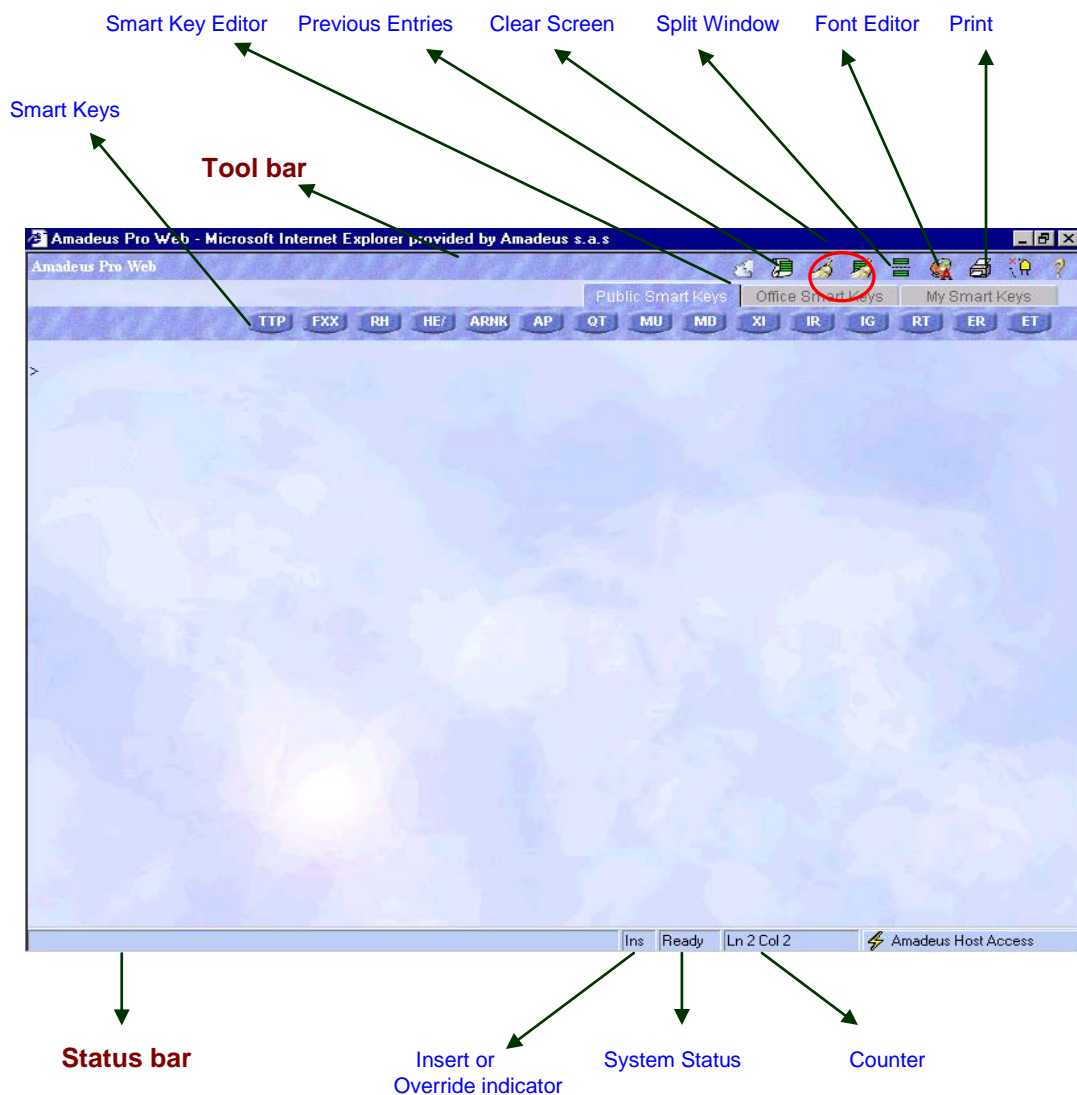 Smart Key Editor Previous Entries Clear Screen Split Window Font Editor Print
Smart Keys
Tool bar
Amadeus Pro Web - Microsoft Internet Explorer provided by Amadeus s.a.s
Amadeus Pro Web
Public Smart Keys Office Smart Keys My Smart Keys
TTP FXX RH HE/ ARNK AP QT MU MD XI IR IG RT ER ET
>
Ins Ready Ln 2 Col 2 Amadeus Host Access
Status bar
Insert or
Override indicator
System Status
Counter